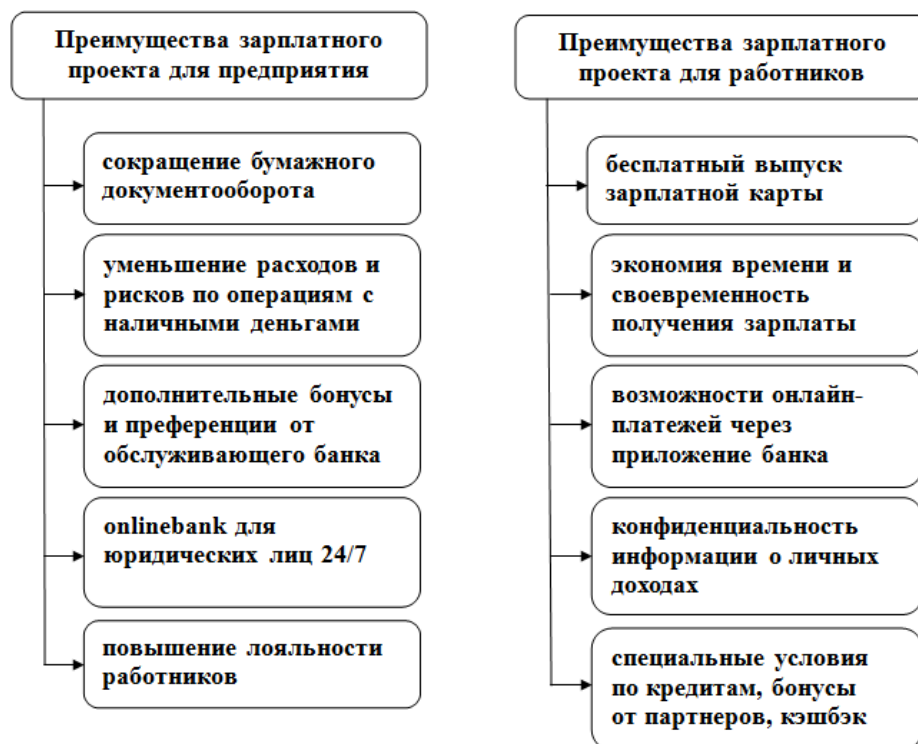 Преимущества зарплатного
проекта для предприятия
сокращение бумажного
документооборота
уменьшение расходов и
рисков по операциям с
наличными деньгами
дополнительные бонусы
и преференции от
обслуживающего банка
onlinebank для
юридических лиц 24/7
повышение лояльности
работников
Преимущества зарплатного
проекта для работников
бесплатный выпуск
зарплатной карты
экономия времени и
своевременность
получения зарплаты
возможности онлайн-
платежей через
приложение банка
конфиденциальность
информации о личных
доходах
специальные условия
по кредитам, бонусы
от партнеров, кэшбэк